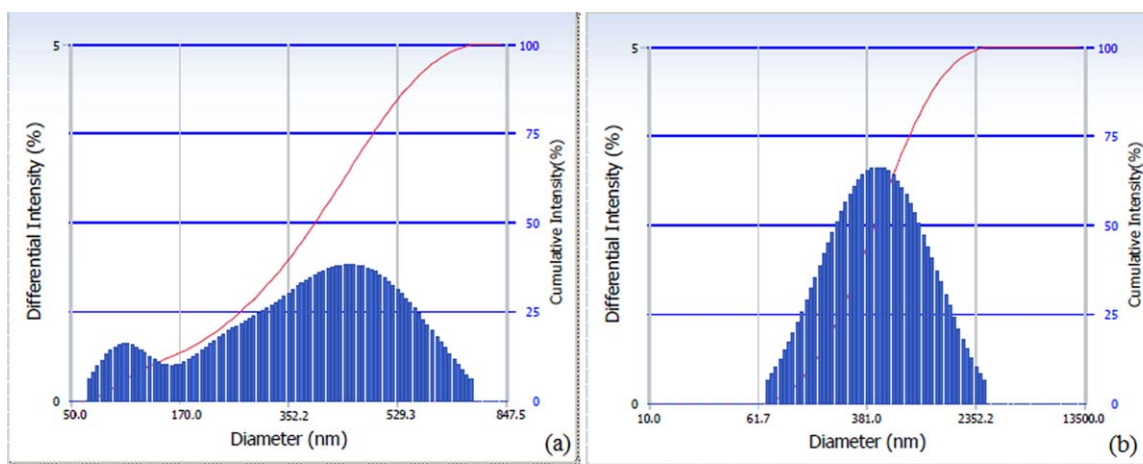 5
Differential Intensity (%)
0
100
75
50
25
0
Cumulative Intensity(%)
50.0 170.0 352.2 529.3 847.5
Diameter (nm)
(a)
5
Differential Intensity (%)
0
100
75
50
25
0
Cumulative Intensity(%)
10.0 61.7 381.0 2352.2 13500.0
Diameter (nm)
(b)